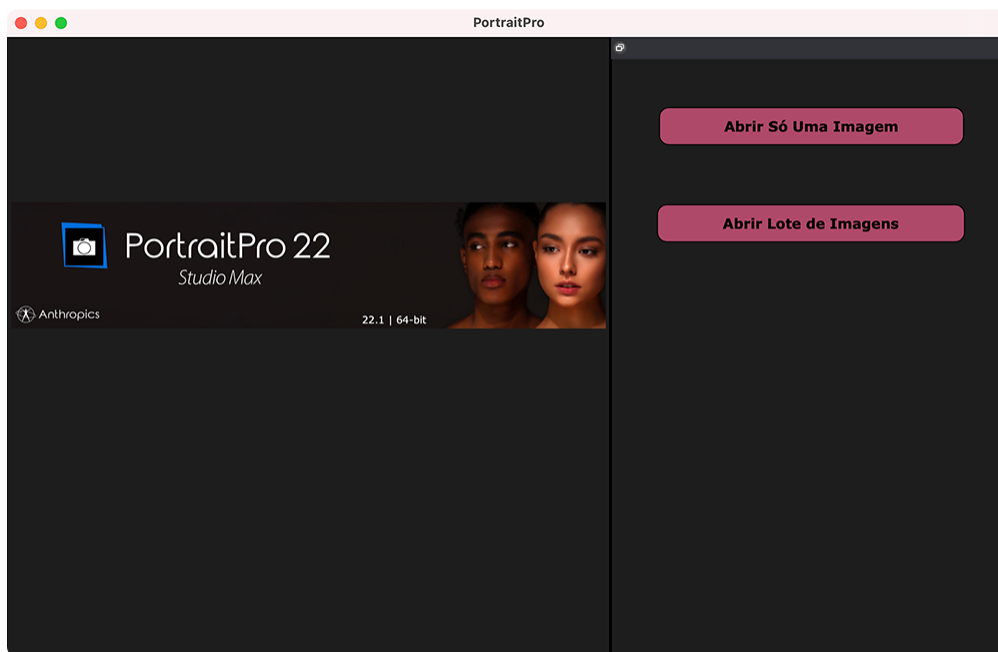 PortraitPro
Abrir Só Uma Imagem
Abrir Lote de Imagens
PortraitPro 22
Studio Max
Anthropics
22.1 | 64-bit